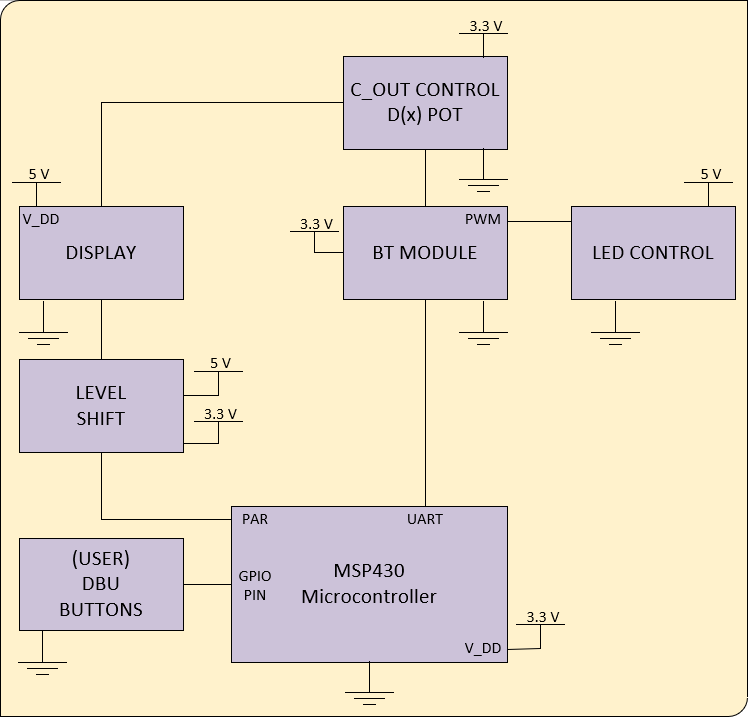 3.3 V
C_OUT CONTROL
D(x) POT
5 V
V_DD
DISPLAY
3.3 V
PWM
BT MODULE
5 V
LED CONTROL
LEVEL
SHIFT
5 V
3.3 V
PAR
UART
(USER)
DBU
BUTTONS
GPIO
PIN
MSP430
Microcontroller
V_DD
3.3 V